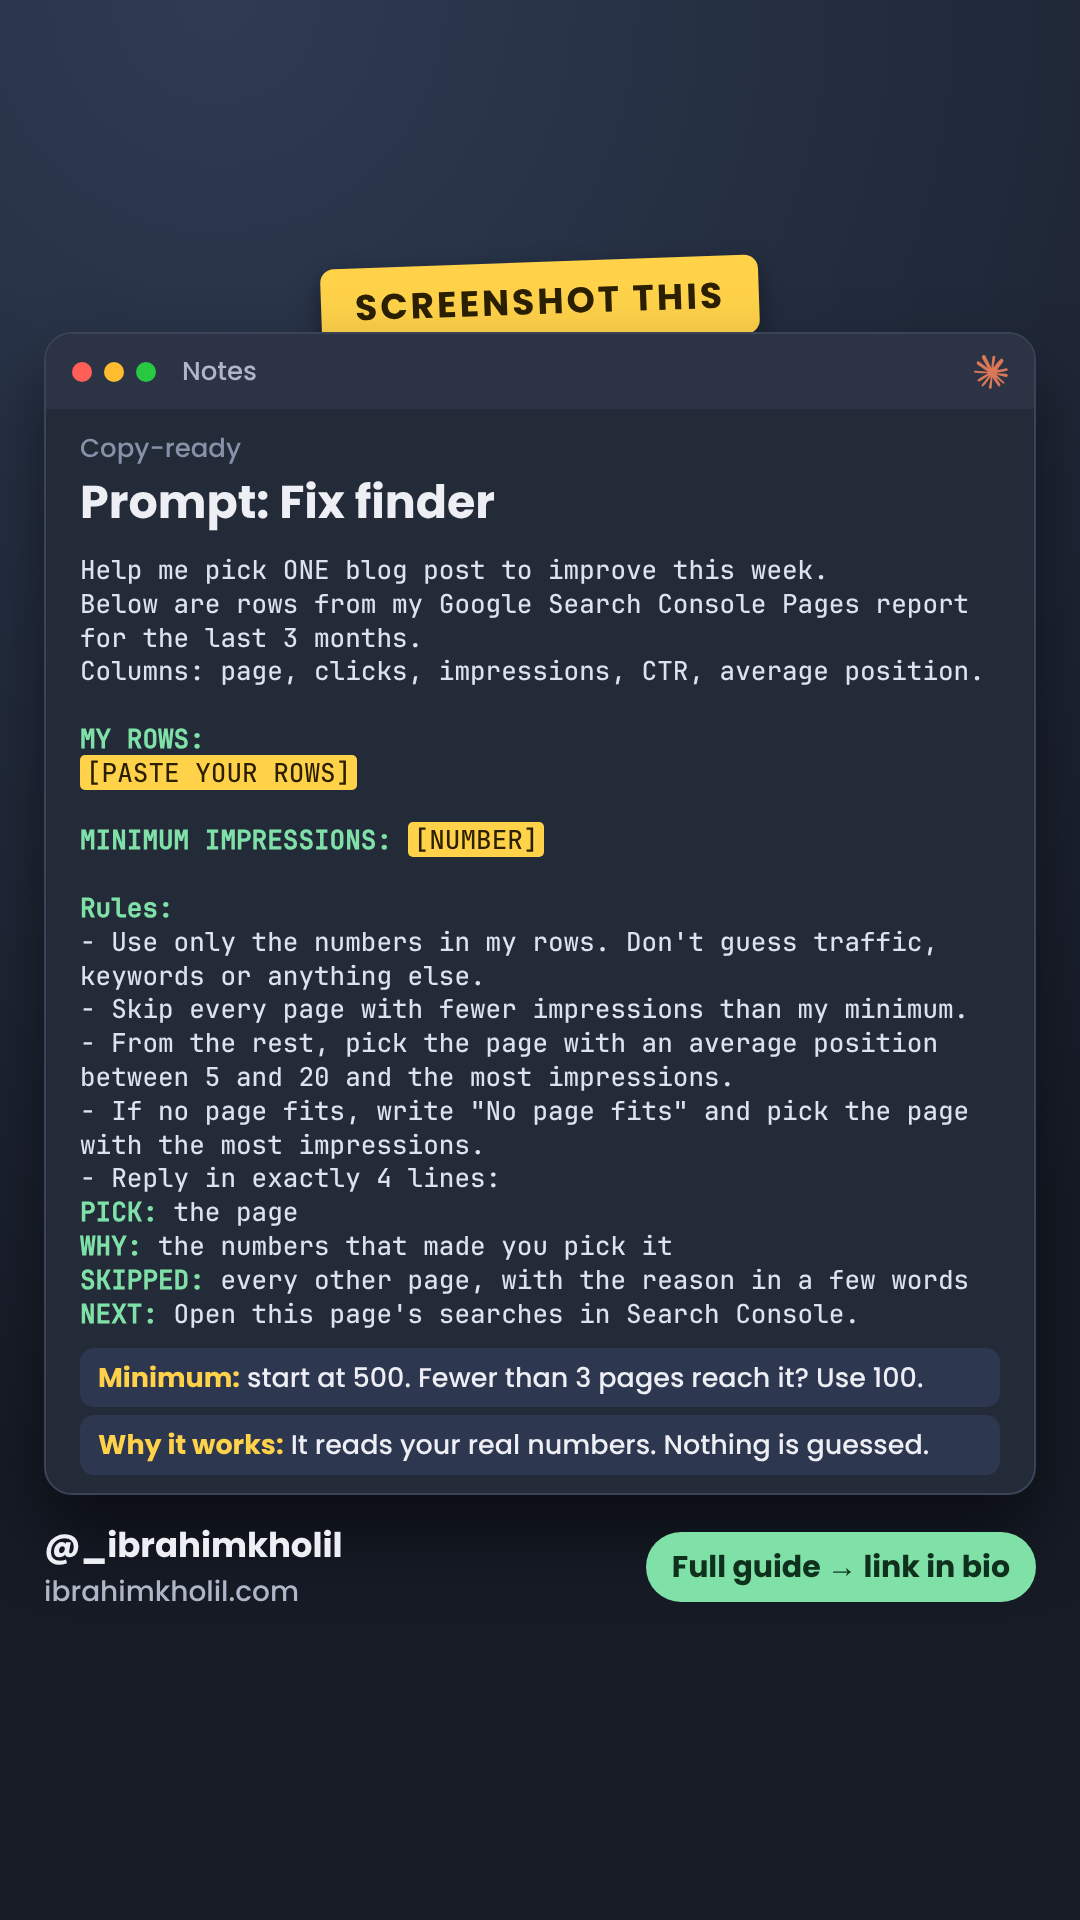 SCREENSHOT THIS
Notes
Copy-ready
Prompt: Fix finder
Help me pick ONE blog post to improve this week.
Below are rows from my Google Search Console Pages report
for the last 3 months.
Columns: page, clicks, impressions, CTR, average position.
MY ROWS:
[PASTE YOUR ROWS]
MINIMUM IMPRESSIONS: [NUMBER]
Rules:
- Use only the numbers in my rows. Don't guess traffic,
keywords or anything else.
- Skip every page with fewer impressions than my minimum.
- From the rest, pick the page with an average position
between 5 and 20 and the most impressions.
- If no page fits, write "No page fits" and pick the page
with the most impressions.
- Reply in exactly 4 lines:
PICK: the page
WHY: the numbers that made you pick it
SKIPPED: every other page, with the reason in a few words
NEXT: Open this page's searches in Search Console.
Minimum: start at 500. Fewer than 3 pages reach it? Use 100.
Why it works: It reads your real numbers. Nothing is guessed.
@_ibrahimkholil
ibrahimkholil.com
Full guide → link in bio